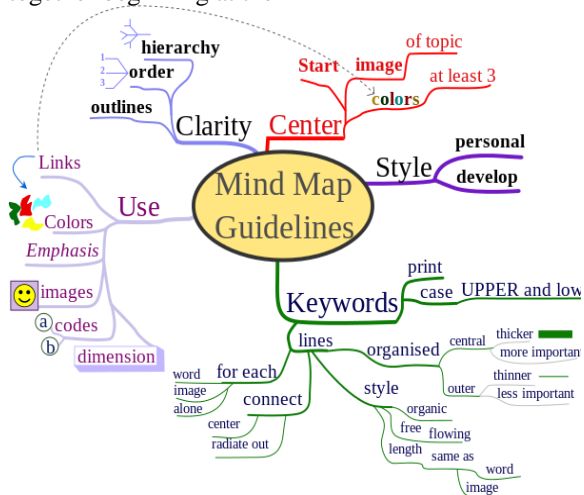 hierarchy
1
2
3
order
outlines
Clarity
Start
image
of topic
colors
at least 3
Center
Style
personal
develop
Mind Map
Guidelines
Links
Use
Colors
Emphasis
images
a
codes
b
dimension
Keywords
print
case
UPPER and low
lines
organised
central
thicker
more important
outer
thinner
less important
for each
word
image
alone
connect
center
radiate out
style
organic
free
flowing
length
same as
word
image